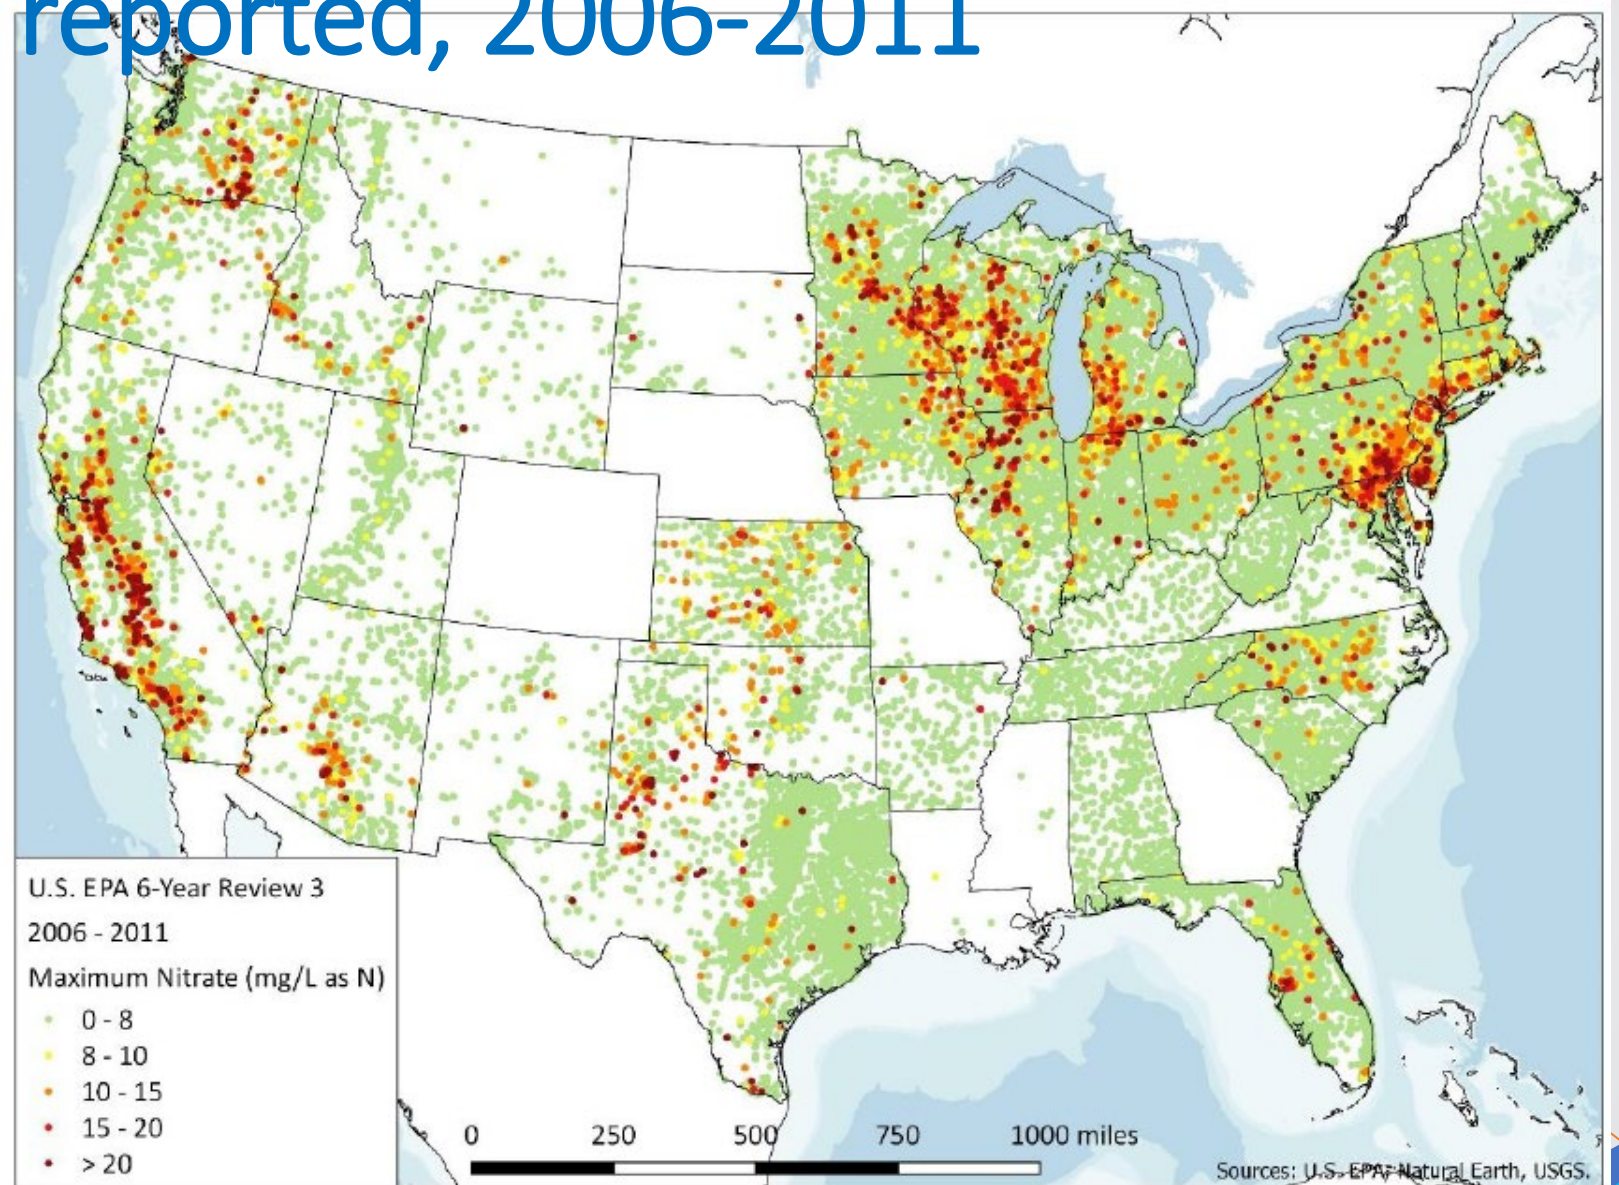 reported, 2006-2011
U.S. EPA 6-Year Review 3
2006 - 2011
Maximum Nitrate (mg/L as N)
0 - 8
8 - 10
10 - 15
15 - 20
> 20
0 250 500 750 1000 miles
Sources: U.S. EPA, Natural Earth, USGS.